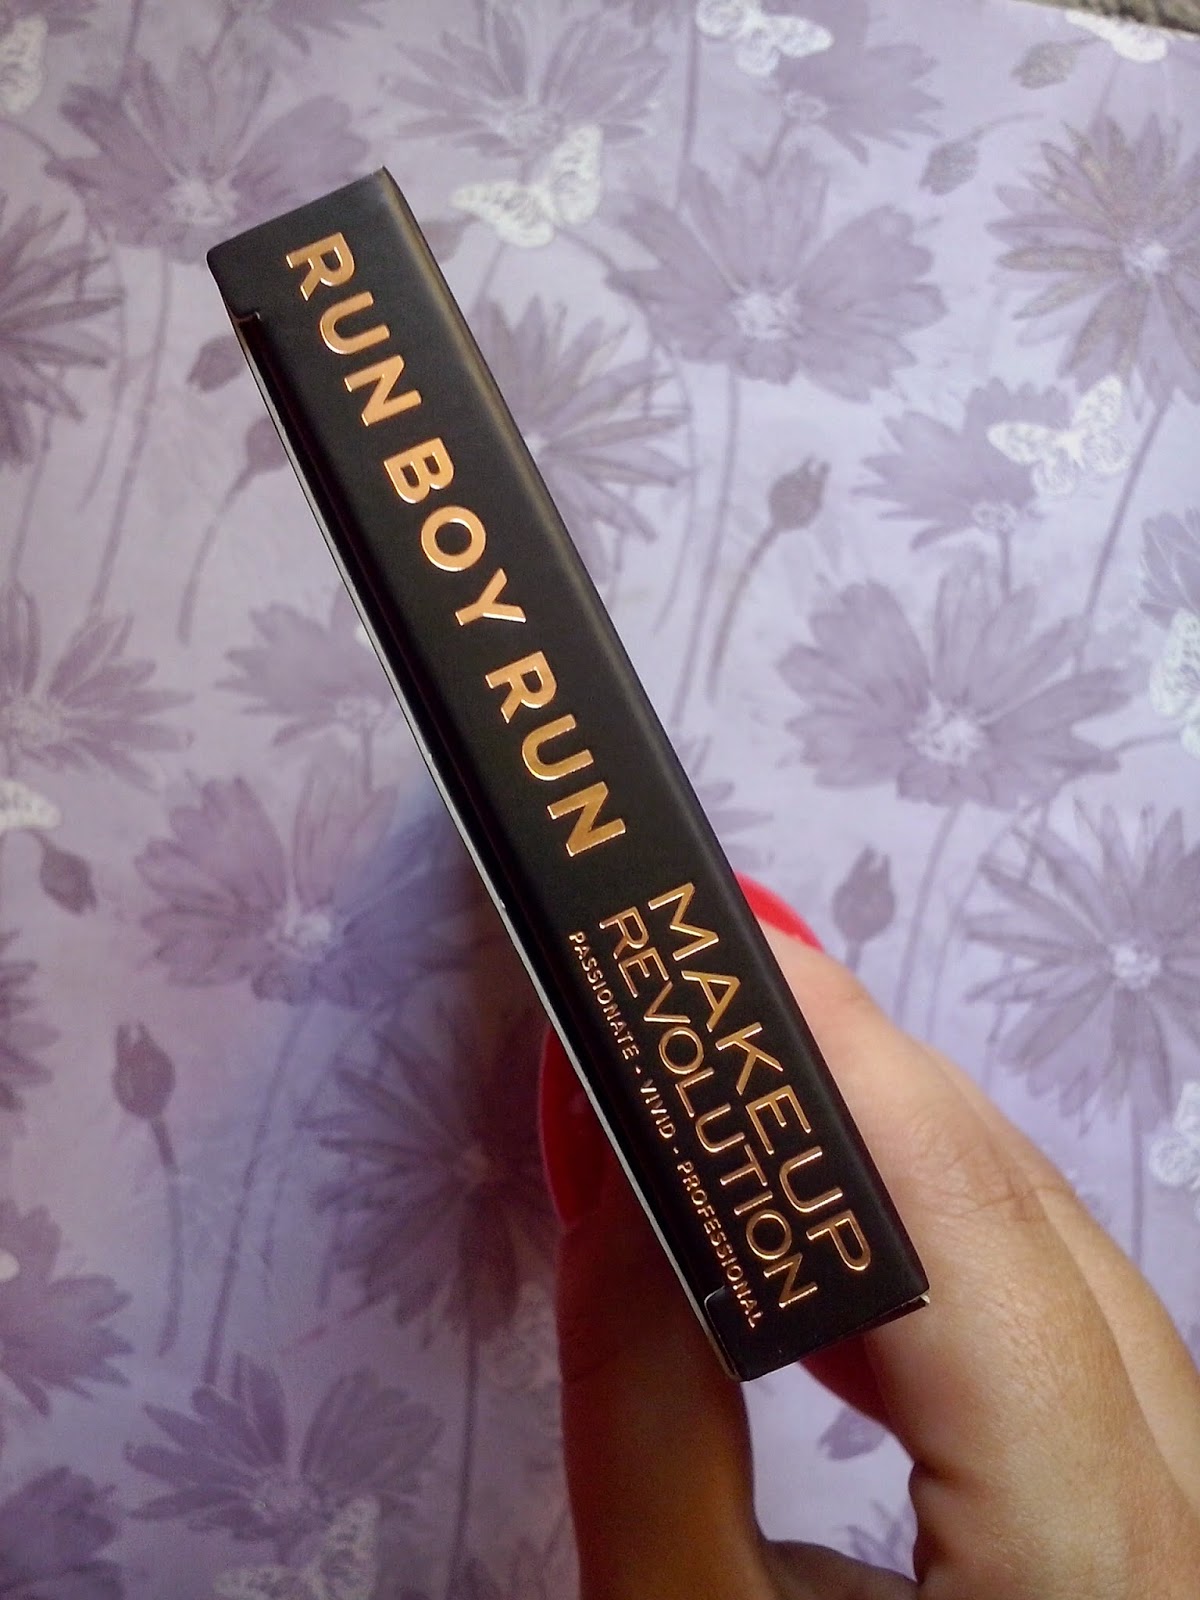 RUN BOY RUN
MAKEUP
REVOLUTION
PASSIONATE - VIVID - PROFESSIONAL